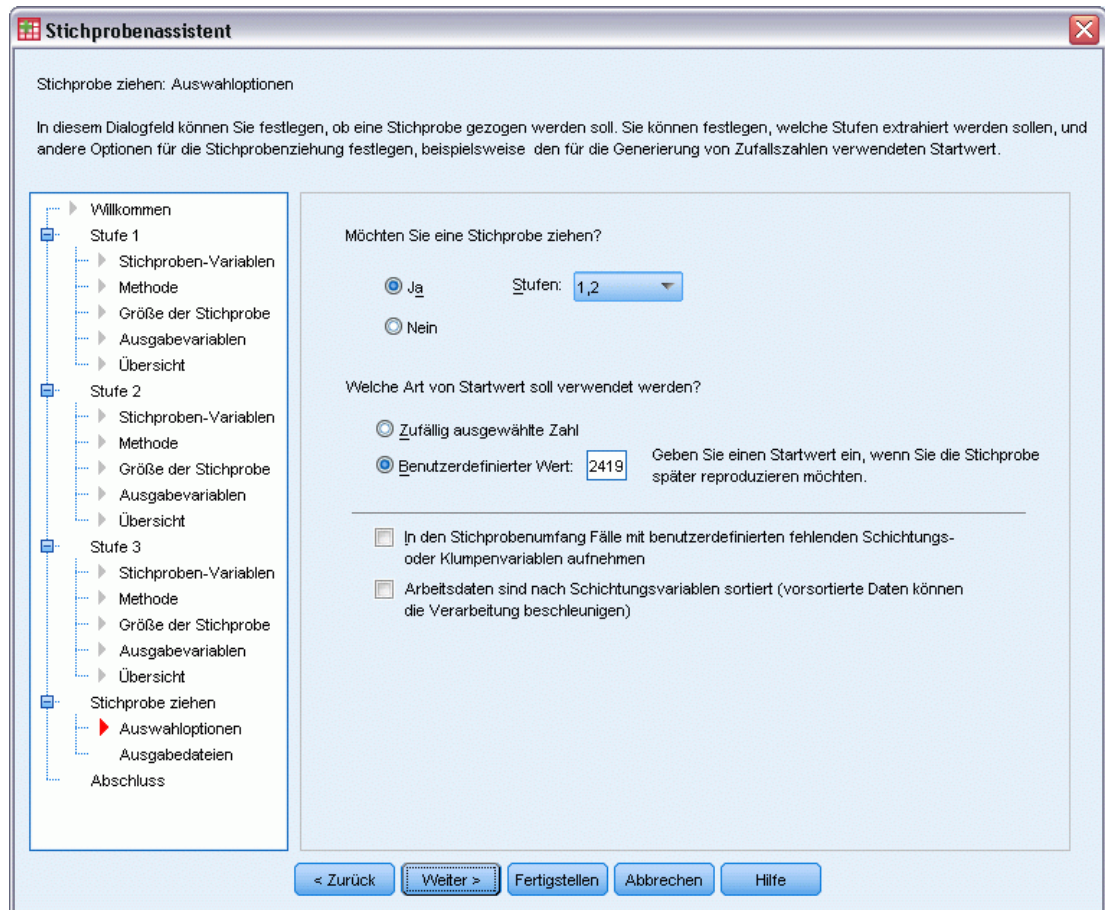 Stichprobenassistent
Stichprobe ziehen: Auswahloptionen
In diesem Dialogfeld können Sie festlegen, ob eine Stichprobe gezogen werden soll. Sie können festlegen, welche Stufen extrahiert werden sollen, und
andere Optionen für die Stichprobenziehung festlegen, beispielsweise den für die Generierung von Zufallszahlen verwendeten Startwert.
Willkommen
Stufe 1
Stichproben-Variablen
Methode
Größe der Stichprobe
Ausgabevariablen
Übersicht
Stufe 2
Stichproben-Variablen
Methode
Größe der Stichprobe
Ausgabevariablen
Übersicht
Stufe 3
Stichproben-Variablen
Methode
Größe der Stichprobe
Ausgabevariablen
Übersicht
Stichprobe ziehen
Auswahloptionen
Ausgabedateien
Abschluss
Möchten Sie eine Stichprobe ziehen?
Ja Stufen: 1,2
Nein
Welche Art von Startwert soll verwendet werden?
Zufällig ausgewählte Zahl
Benutzerdefinierter Wert: 2419
Geben Sie einen Startwert ein, wenn Sie die Stichprobe
später reproduzieren möchten.
In den Stichprobenumfang Fälle mit benutzerdefinierten fehlenden Schichtungs-
oder Klumpenvariablen aufnehmen
Arbeitsdaten sind nach Schichtungsvariablen sortiert (vorsortierte Daten können
die Verarbeitung beschleunigen)
< Zurück Weiter > Fertigstellen Abbrechen Hilfe